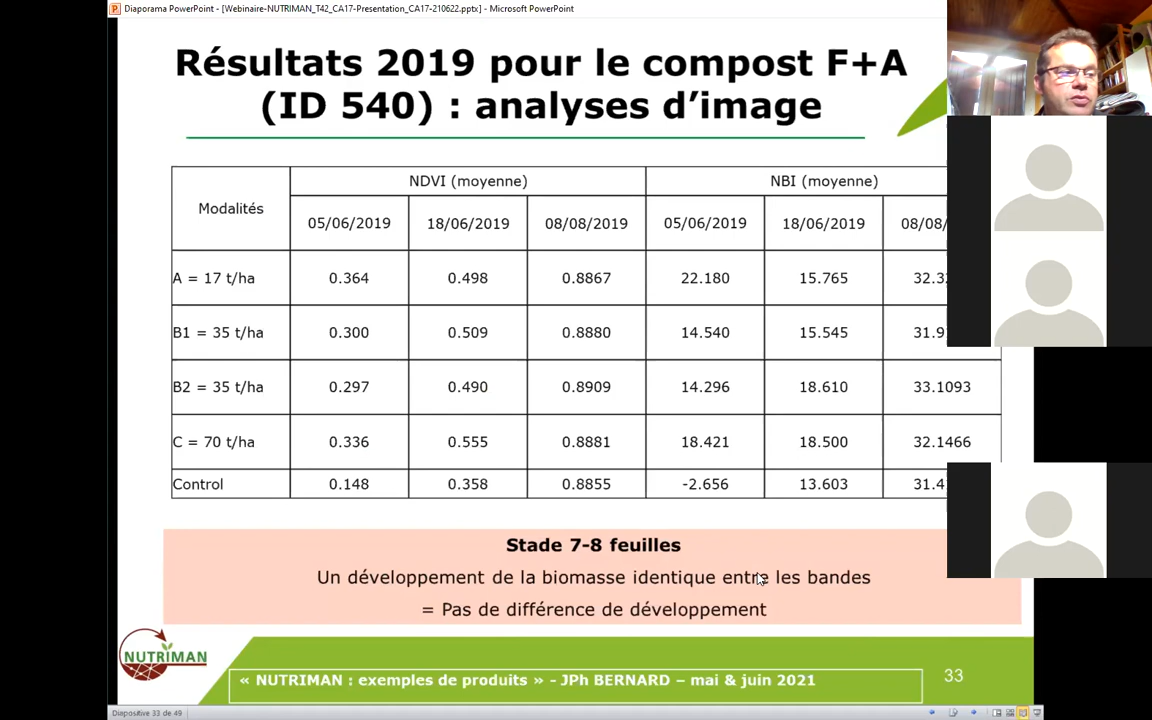 Diaporama PowerPoint - [Webinaire-NUTRIMAN_T42_CA17-Presentation_CA17-210622.pptx] - Microsoft PowerPoint
Résultats 2019 pour le compost F+A
(ID 540) : analyses d’image
Modalités NDVI (moyenne) NBI (moyenne)
05/06/2019 18/06/2019 08/08/2019 05/06/2019 18/06/2019 08/08/
A = 17 t/ha 0.364 0.498 0.8867 22.180 15.765
B1 = 35 t/ha 0.300 0.509 0.8880 14.540 15.545
B2 = 35 t/ha 0.297 0.490 0.8909 14.296 18.610 33.1093
C = 70 t/ha 0.336 0.555 0.8881 18.421 18.500 32.1466
Control 0.148 0.358 0.8855 -2.656 13.603
Stade 7-8 feuilles
Un développement de la biomasse identique entre les bandes
= Pas de différence de développement
NUTRIMAN
« NUTRIMAN : exemples de produits » - JPh BERNARD – mai & juin 2021
33
Diapositive 33 de 49